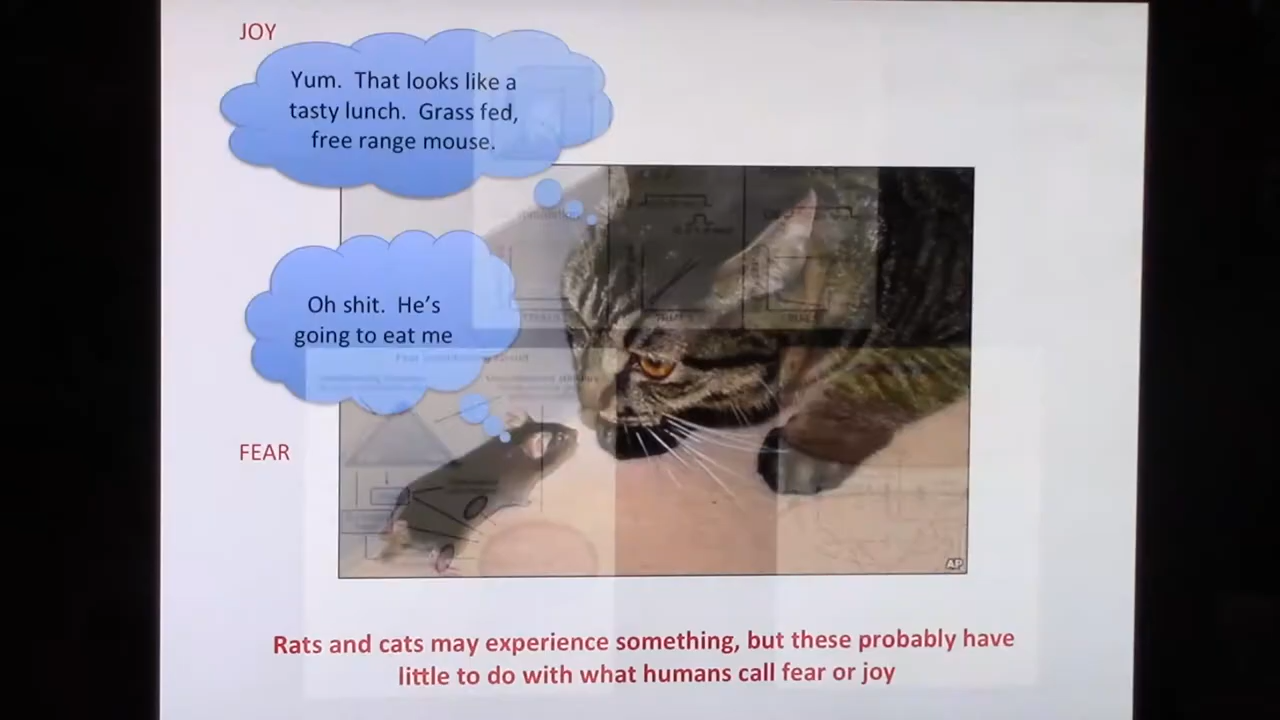 JOY
Yum. That looks like a
tasty lunch. Grass fed,
free range mouse.
Oh shit. He's
going to eat me
FEAR
AP
Rats and cats may experience something, but these probably have
little to do with what humans call fear or joy